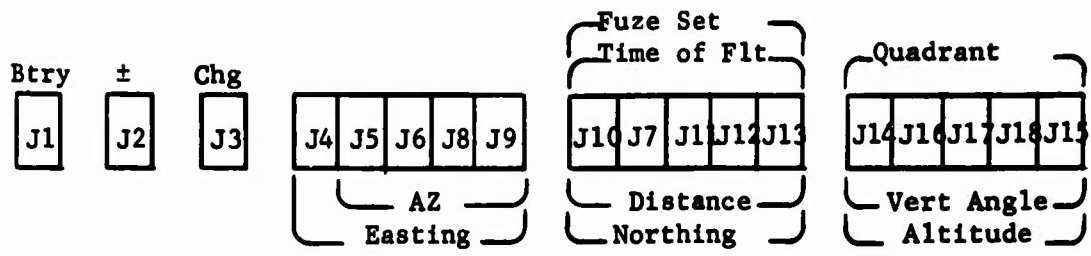 Fuze Set
Time of Flt.
Quadrant
Btry ± Chg
J1 J2 J3 J4 J5 J6 J8 J9 J10 J7 J11 J12 J13 J14 J16 J17 J18 J15
AZ Distance Vert Angle
Easting Northing Altitude